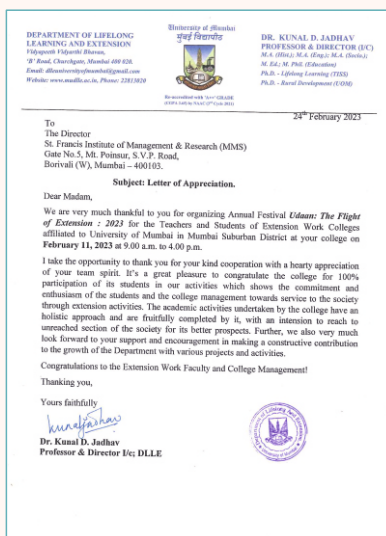 DEPARTMENT OF LIFELONG
LEARNING AND EXTENSION
Vidyapeeth Vidyarthi Bhavan,
'B' Road, Churchgate, Mumbai 400 020.
Email: dlleuniversityofmumbai@gmail.com
Website: www.mudlle.ac.in, Phone: 22813020
University of Mumbai
मुंबई विद्यापीठ
Re-accredited with 'A++' GRADE
DR. KUNAL D. JADHAV
PROFESSOR & DIRECTOR (I/C)
M.A (Hist.); M.A. (Eng.); M.A. (Socio.);
M. Ed.; M. Phil. (Education)
Ph.D. - Lifelong Learning (TISS)
Ph.D. - Rural Development (UOM)
24th February 2023
To
The Director
St. Francis Institute of Management & Research (MMS)
Gate No.5, Mt. Poinsur, S.V.P. Road,
Borivali (W), Mumbai – 400103.
Subject: Letter of Appreciation.
Dear Madam,
We are very much thankful to you for organizing Annual Festival Udaan: The Flight
of Extension : 2023 for the Teachers and Students of Extension Work Colleges
affiliated to University of Mumbai in Mumbai Suburban District at your college on
February 11, 2023 at 9.00 a.m. to 4.00 p.m.
I take the opportunity to thank you for your kind cooperation with a hearty appreciation
of your team spirit. It's a great pleasure to congratulate the college for 100%
participation of its students in our activities which shows the commitment and
enthusiasm of the students and the college management towards service to the society
through extension activities. The academic activities undertaken by the college have an
holistic approach and are fruitfully completed by it, with an intension to reach to
unreached section of the society for its better prospects. Further, we also very much
look forward to your support and encouragement in making a constructive contribution
to the growth of the Department with various projects and activities.
Congratulations to the Extension Work Faculty and College Management!
Thanking you,
Yours faithfully
Dr. Kunal D. Jadhav
Professor & Director I/c; DLLE